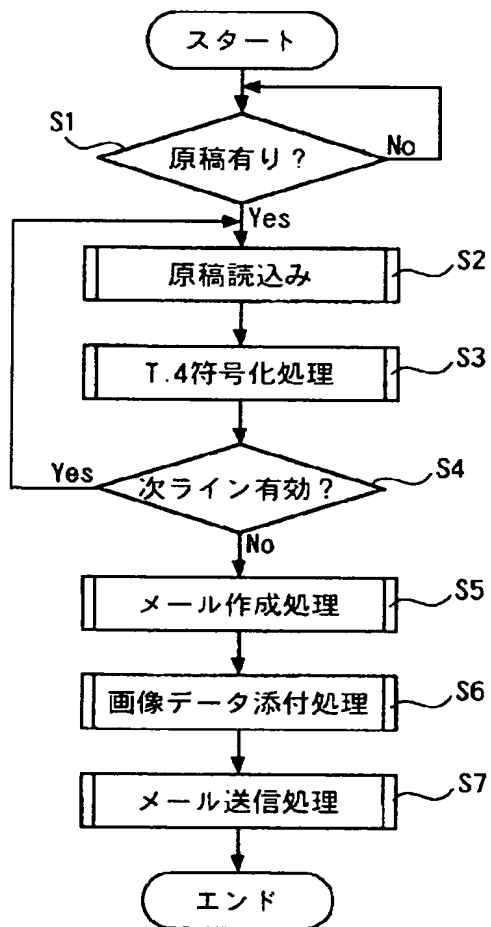 スタート
S1
原稿有り?
No
Yes
原稿読込み
S2
T.4符号化処理
S3
Yes
次ライン有効?
S4
No
メール作成処理
S5
画像データ添付処理
S6
メール送信処理
S7
エンド